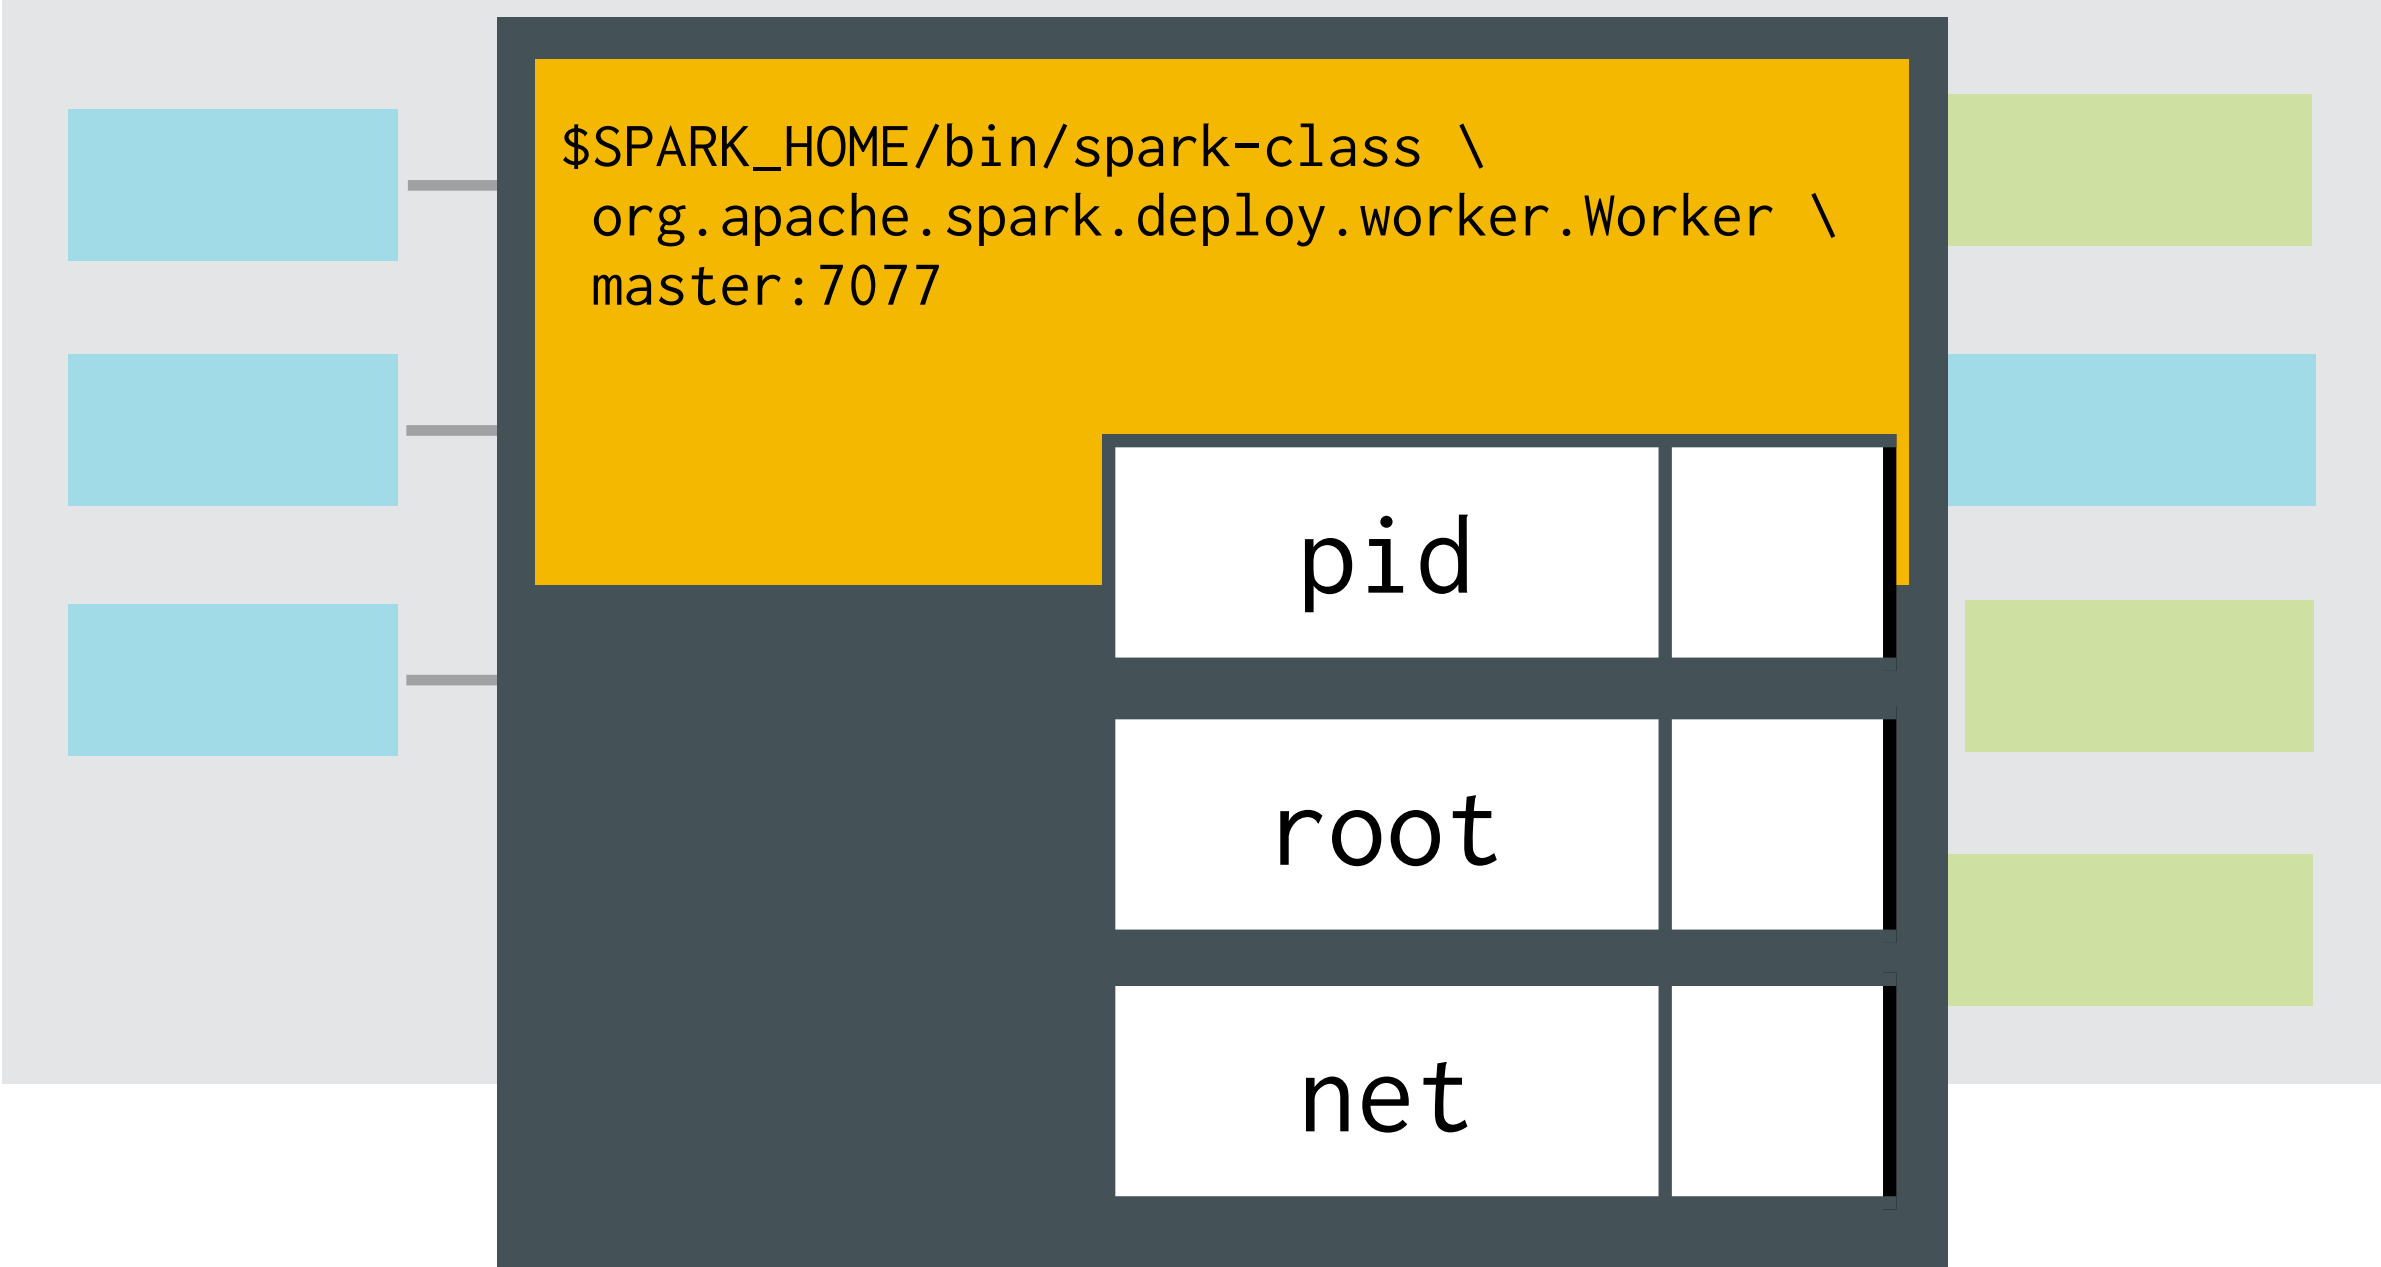 $SPARK_HOME/bin/spark-class \
org.apache.spark.deploy.worker.Worker \
master:7077
pid
root
net